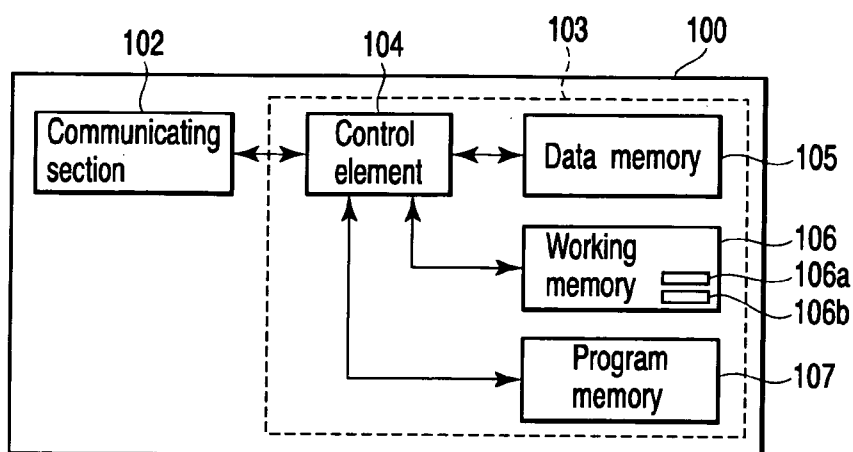 102
104
103
100
Communicating
section
Control
element
Data memory
105
Working
memory
106
106a
106b
Program
memory
107